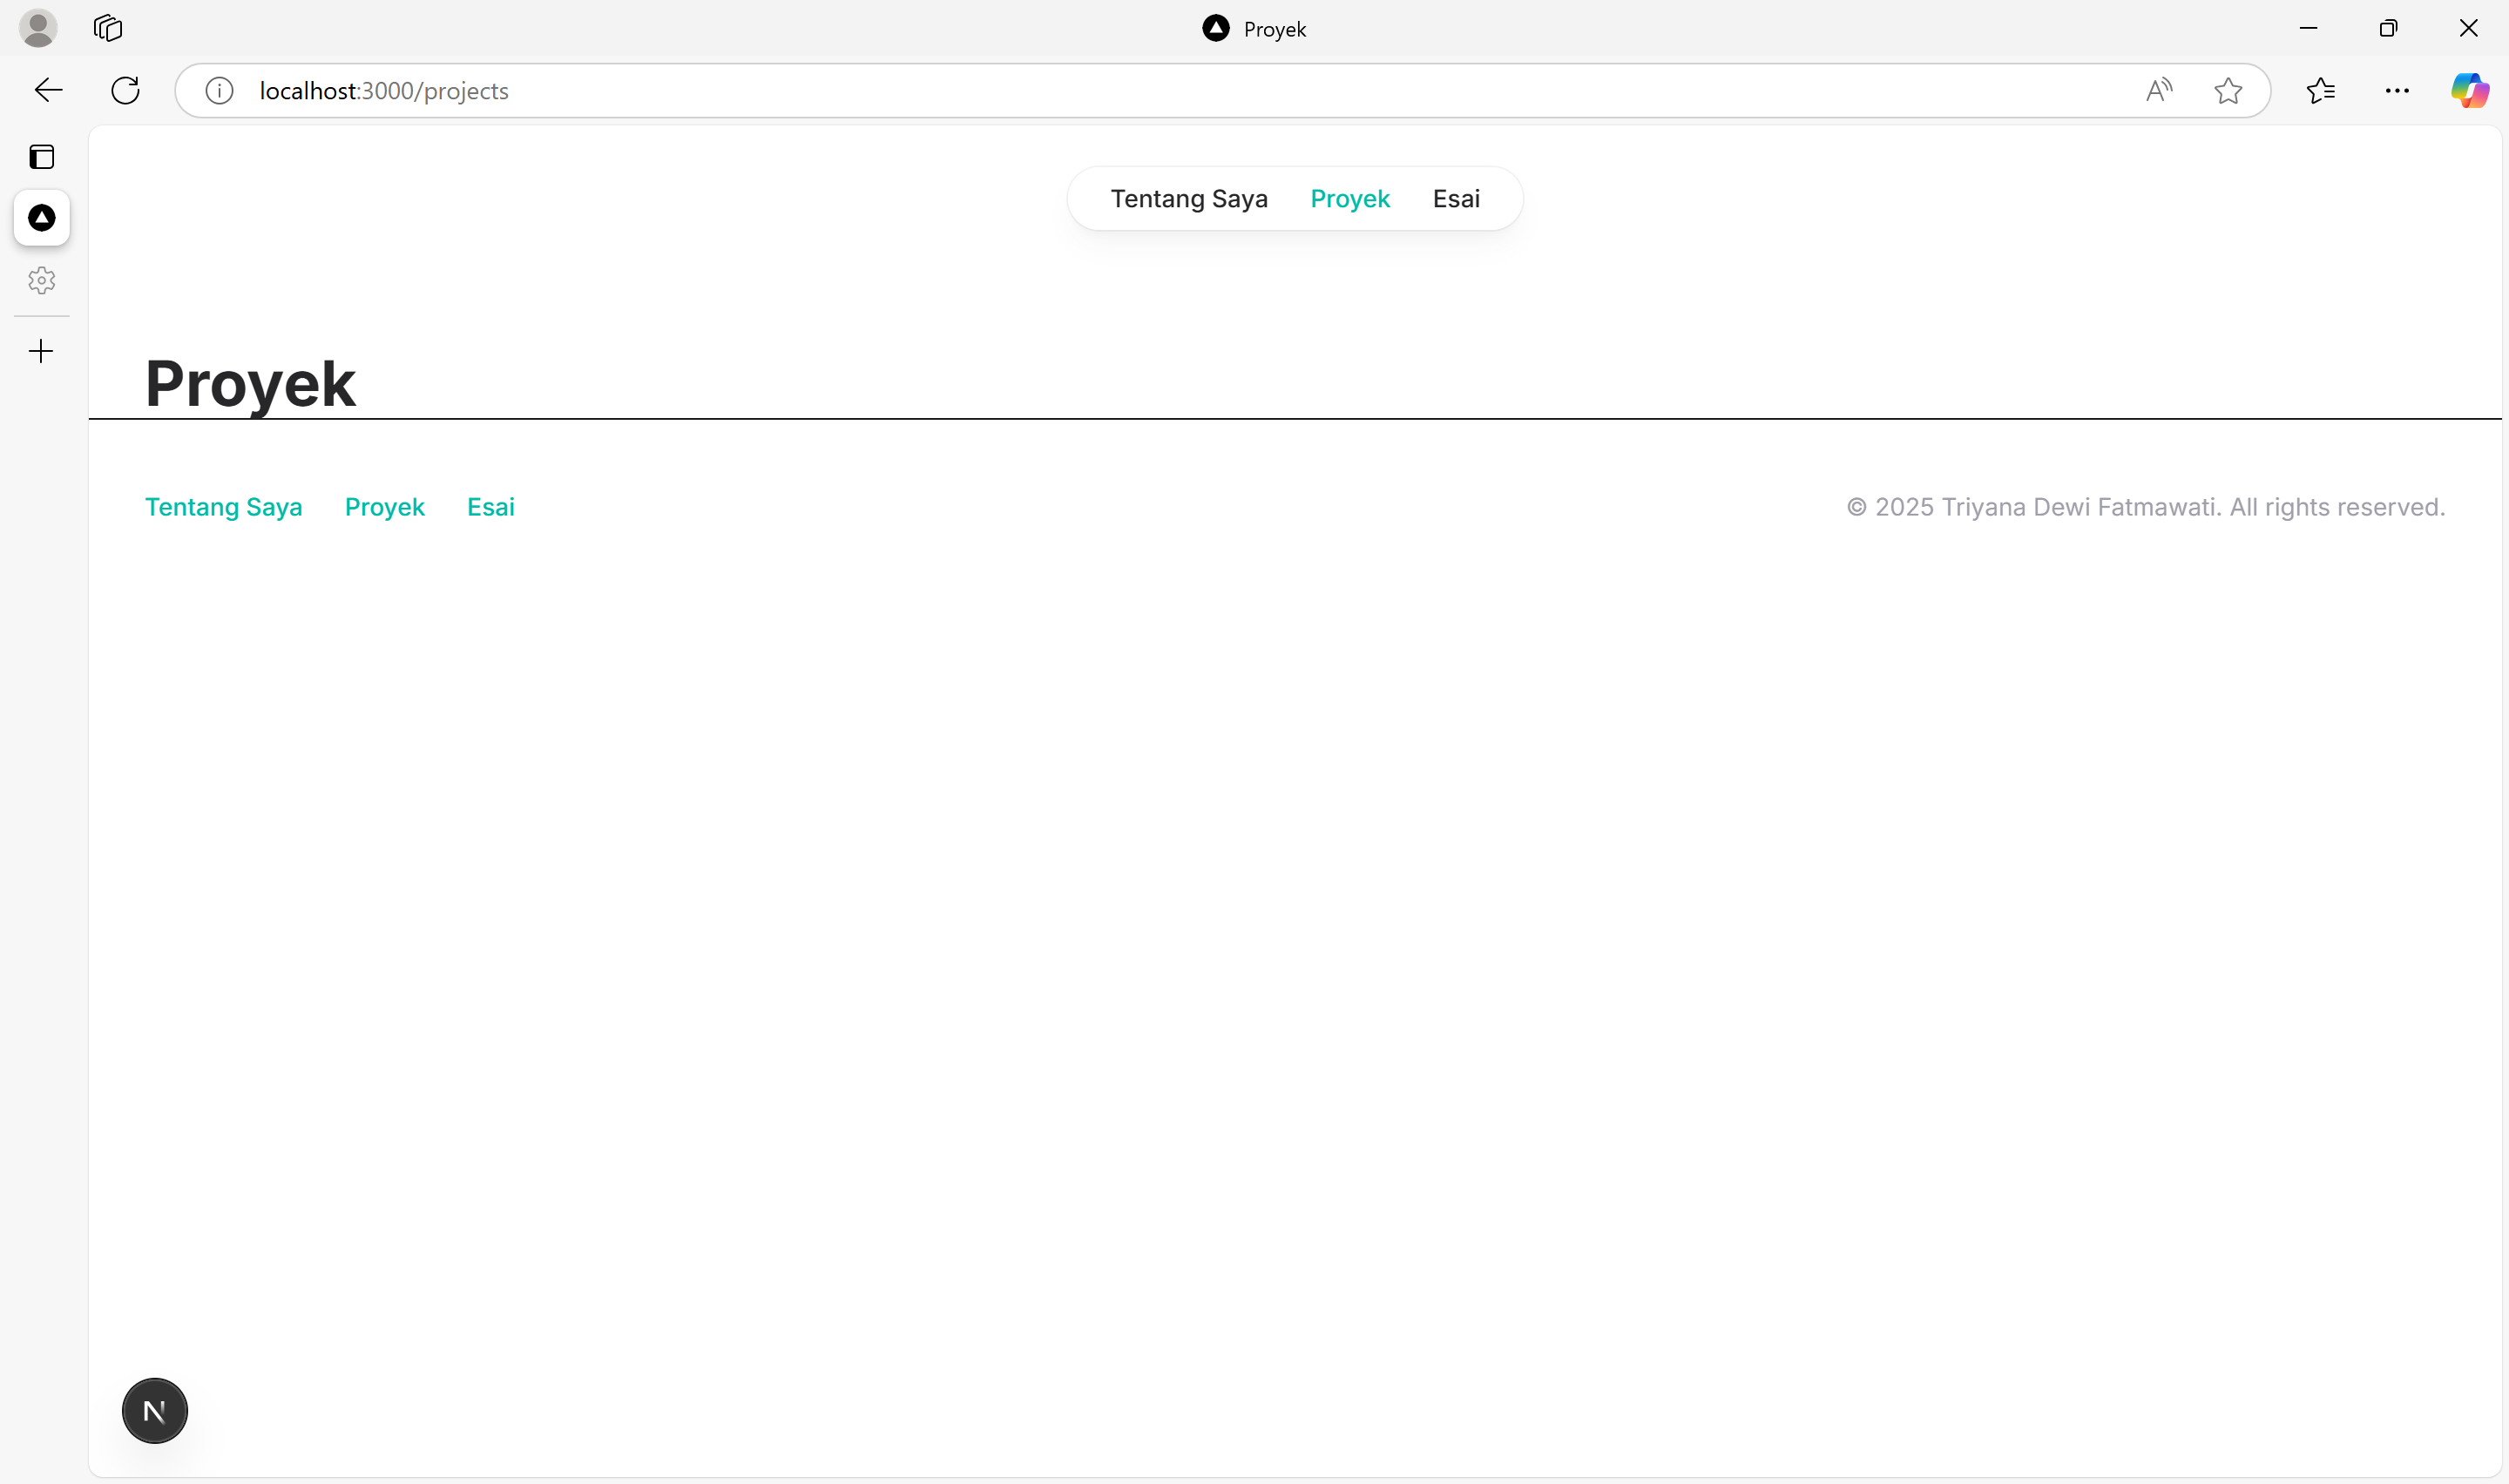 Proyek
localhost:3000/projects
Tentang Saya Proyek Esai
Proyek
Tentang Saya Proyek Esai
© 2025 Triyana Dewi Fatmawati. All rights reserved.
N